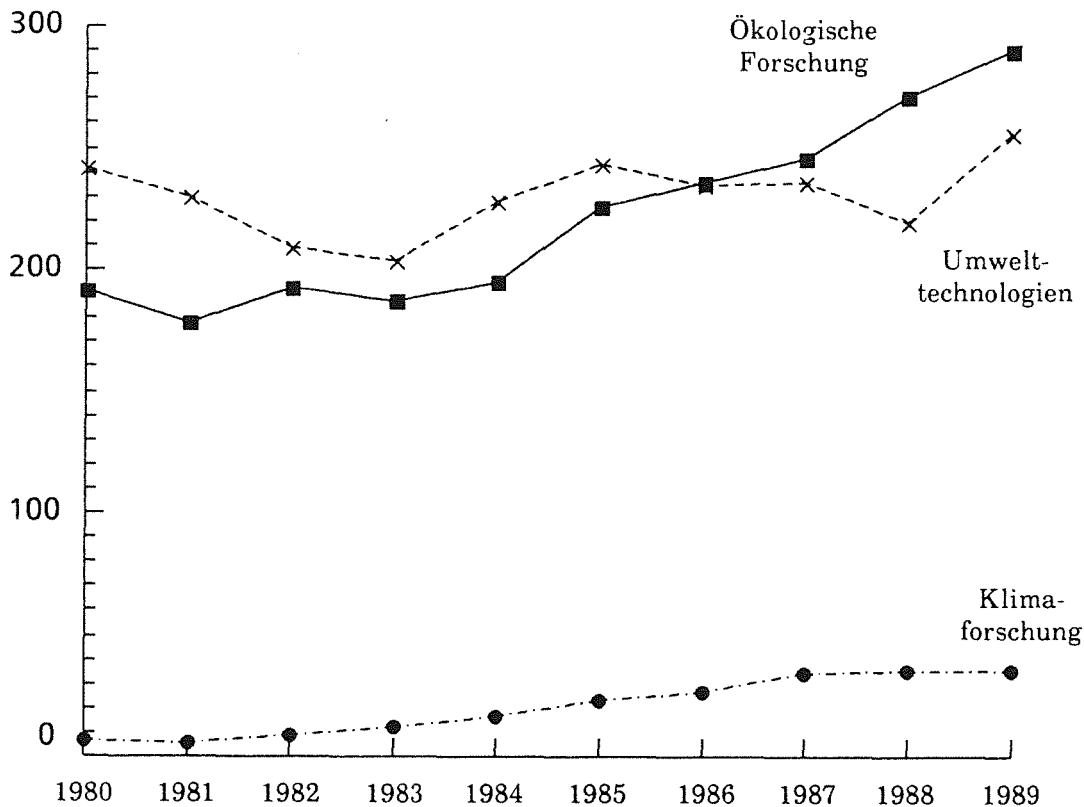 300
Ökologische
Forschung
200
Umwelt-
technologien
100
Klima-
forschung
0
1980 1981 1982 1983 1984 1985 1986 1987 1988 1989